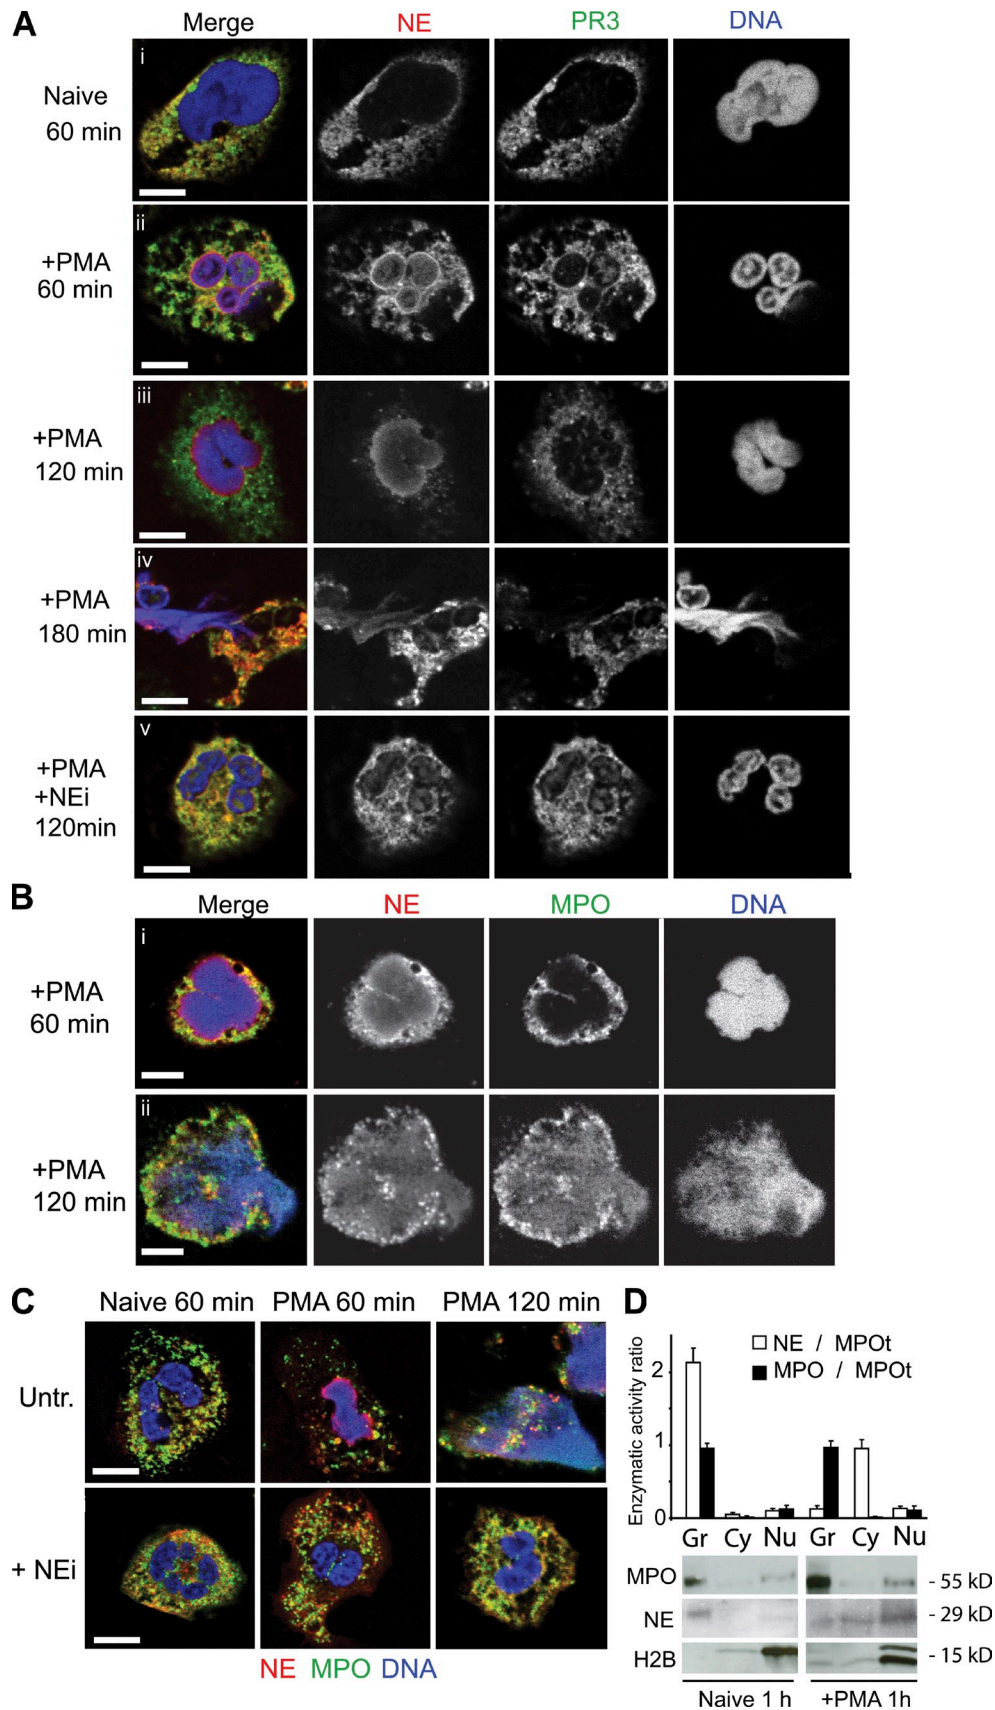 A
Merge NE PR3 DNA
i
Naive
60 min
ii
+PMA
60 min
iii
+PMA
120 min
iv
+PMA
180 min
v
+PMA
+NEi
120min
B
Merge NE MPO DNA
i
+PMA
60 min
ii
+PMA
120 min
C
Naive 60 min PMA 60 min PMA 120 min
Untr.
+ NEi
NE MPO DNA
D
Enzymatic activity ratio
2
1
0
NE / MPOt
MPO / MPOt
Gr Cy Nu Gr Cy Nu
MPO - 55 kD
NE - 29 kD
H2B - 15 kD
Naive 1 h +PMA 1h